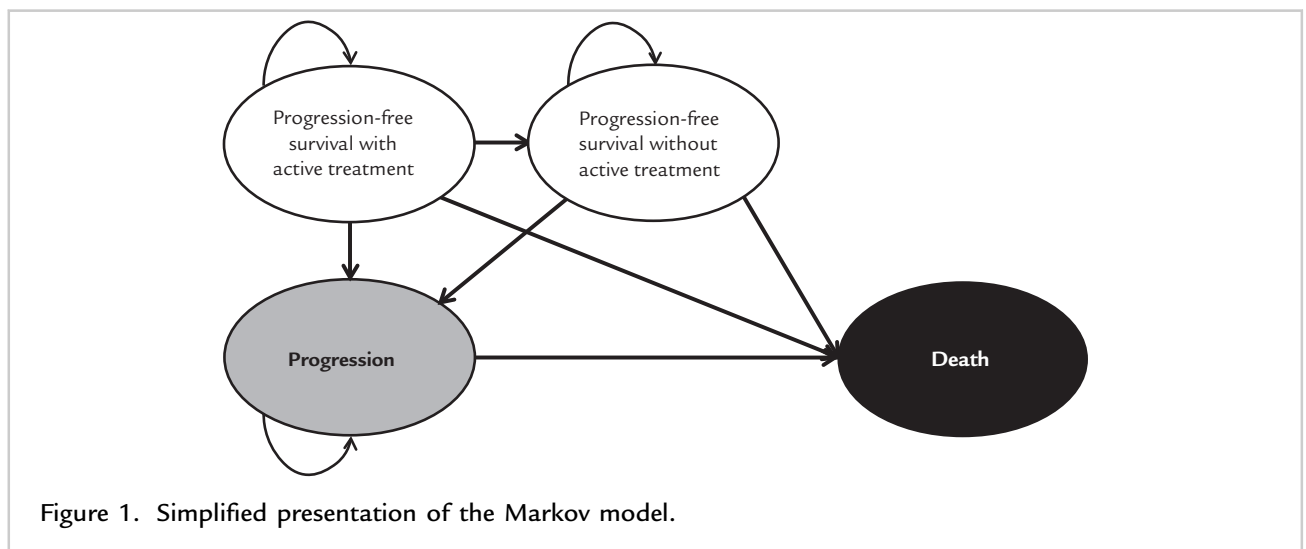 Progression-free
survival with
active treatment
Progression-free
survival without
active treatment
Progression
Death
Figure 1. Simplified presentation of the Markov model.